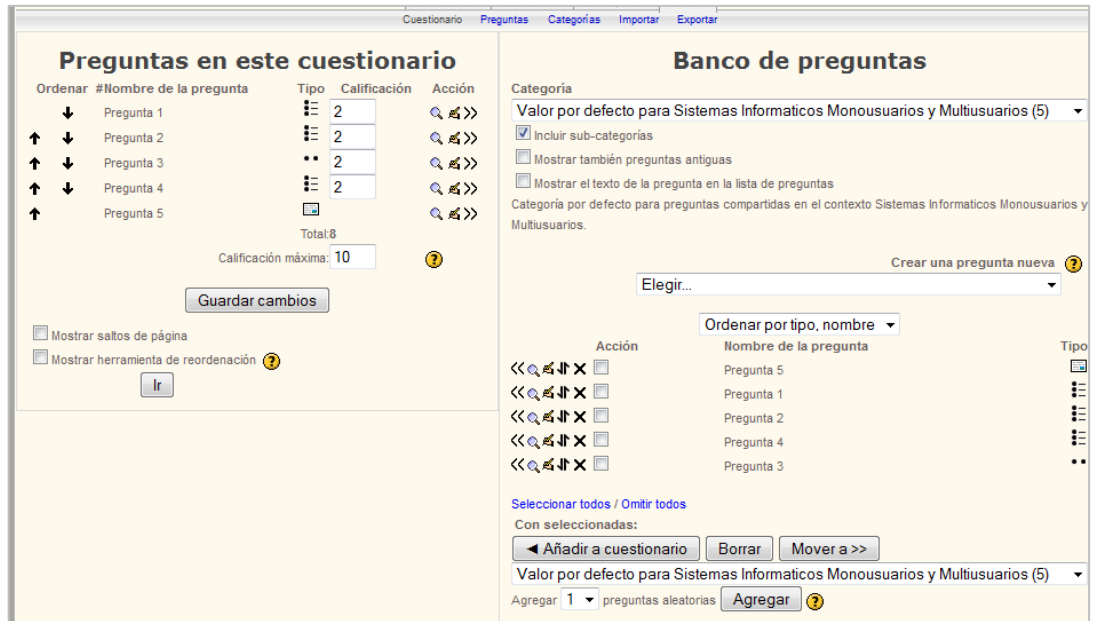 Cuestionario Preguntas Categorías Importar Exportar
Preguntas en este cuestionario
Ordenar #Nombre de la pregunta Tipo Calificación Acción
Pregunta 1 2
Pregunta 2 2
Pregunta 3 2
Pregunta 4 2
Pregunta 5
Total:8
Calificación máxima: 10
Guardar cambios
Mostrar saltos de página
Mostrar herramienta de reordenación
Ir
Banco de preguntas
Categoría
Valor por defecto para Sistemas Informaticos Monousuarios y Multiusuarios (5)
Incluir sub-categorías
Mostrar también preguntas antiguas
Mostrar el texto de la pregunta en la lista de preguntas
Categoría por defecto para preguntas compartidas en el contexto Sistemas Informaticos Monousuarios y
Multiusuarios.
Crear una pregunta nueva
Elegir...
Ordenar por tipo, nombre
Acción Nombre de la pregunta Tipo
Pregunta 5
Pregunta 1
Pregunta 2
Pregunta 4
Pregunta 3
Seleccionar todos / Omitir todos
Con seleccionadas:
◄ Añadir a cuestionario Borrar Mover a >>
Valor por defecto para Sistemas Informaticos Monousuarios y Multiusuarios (5)
Agregar 1 preguntas aleatorias Agregar